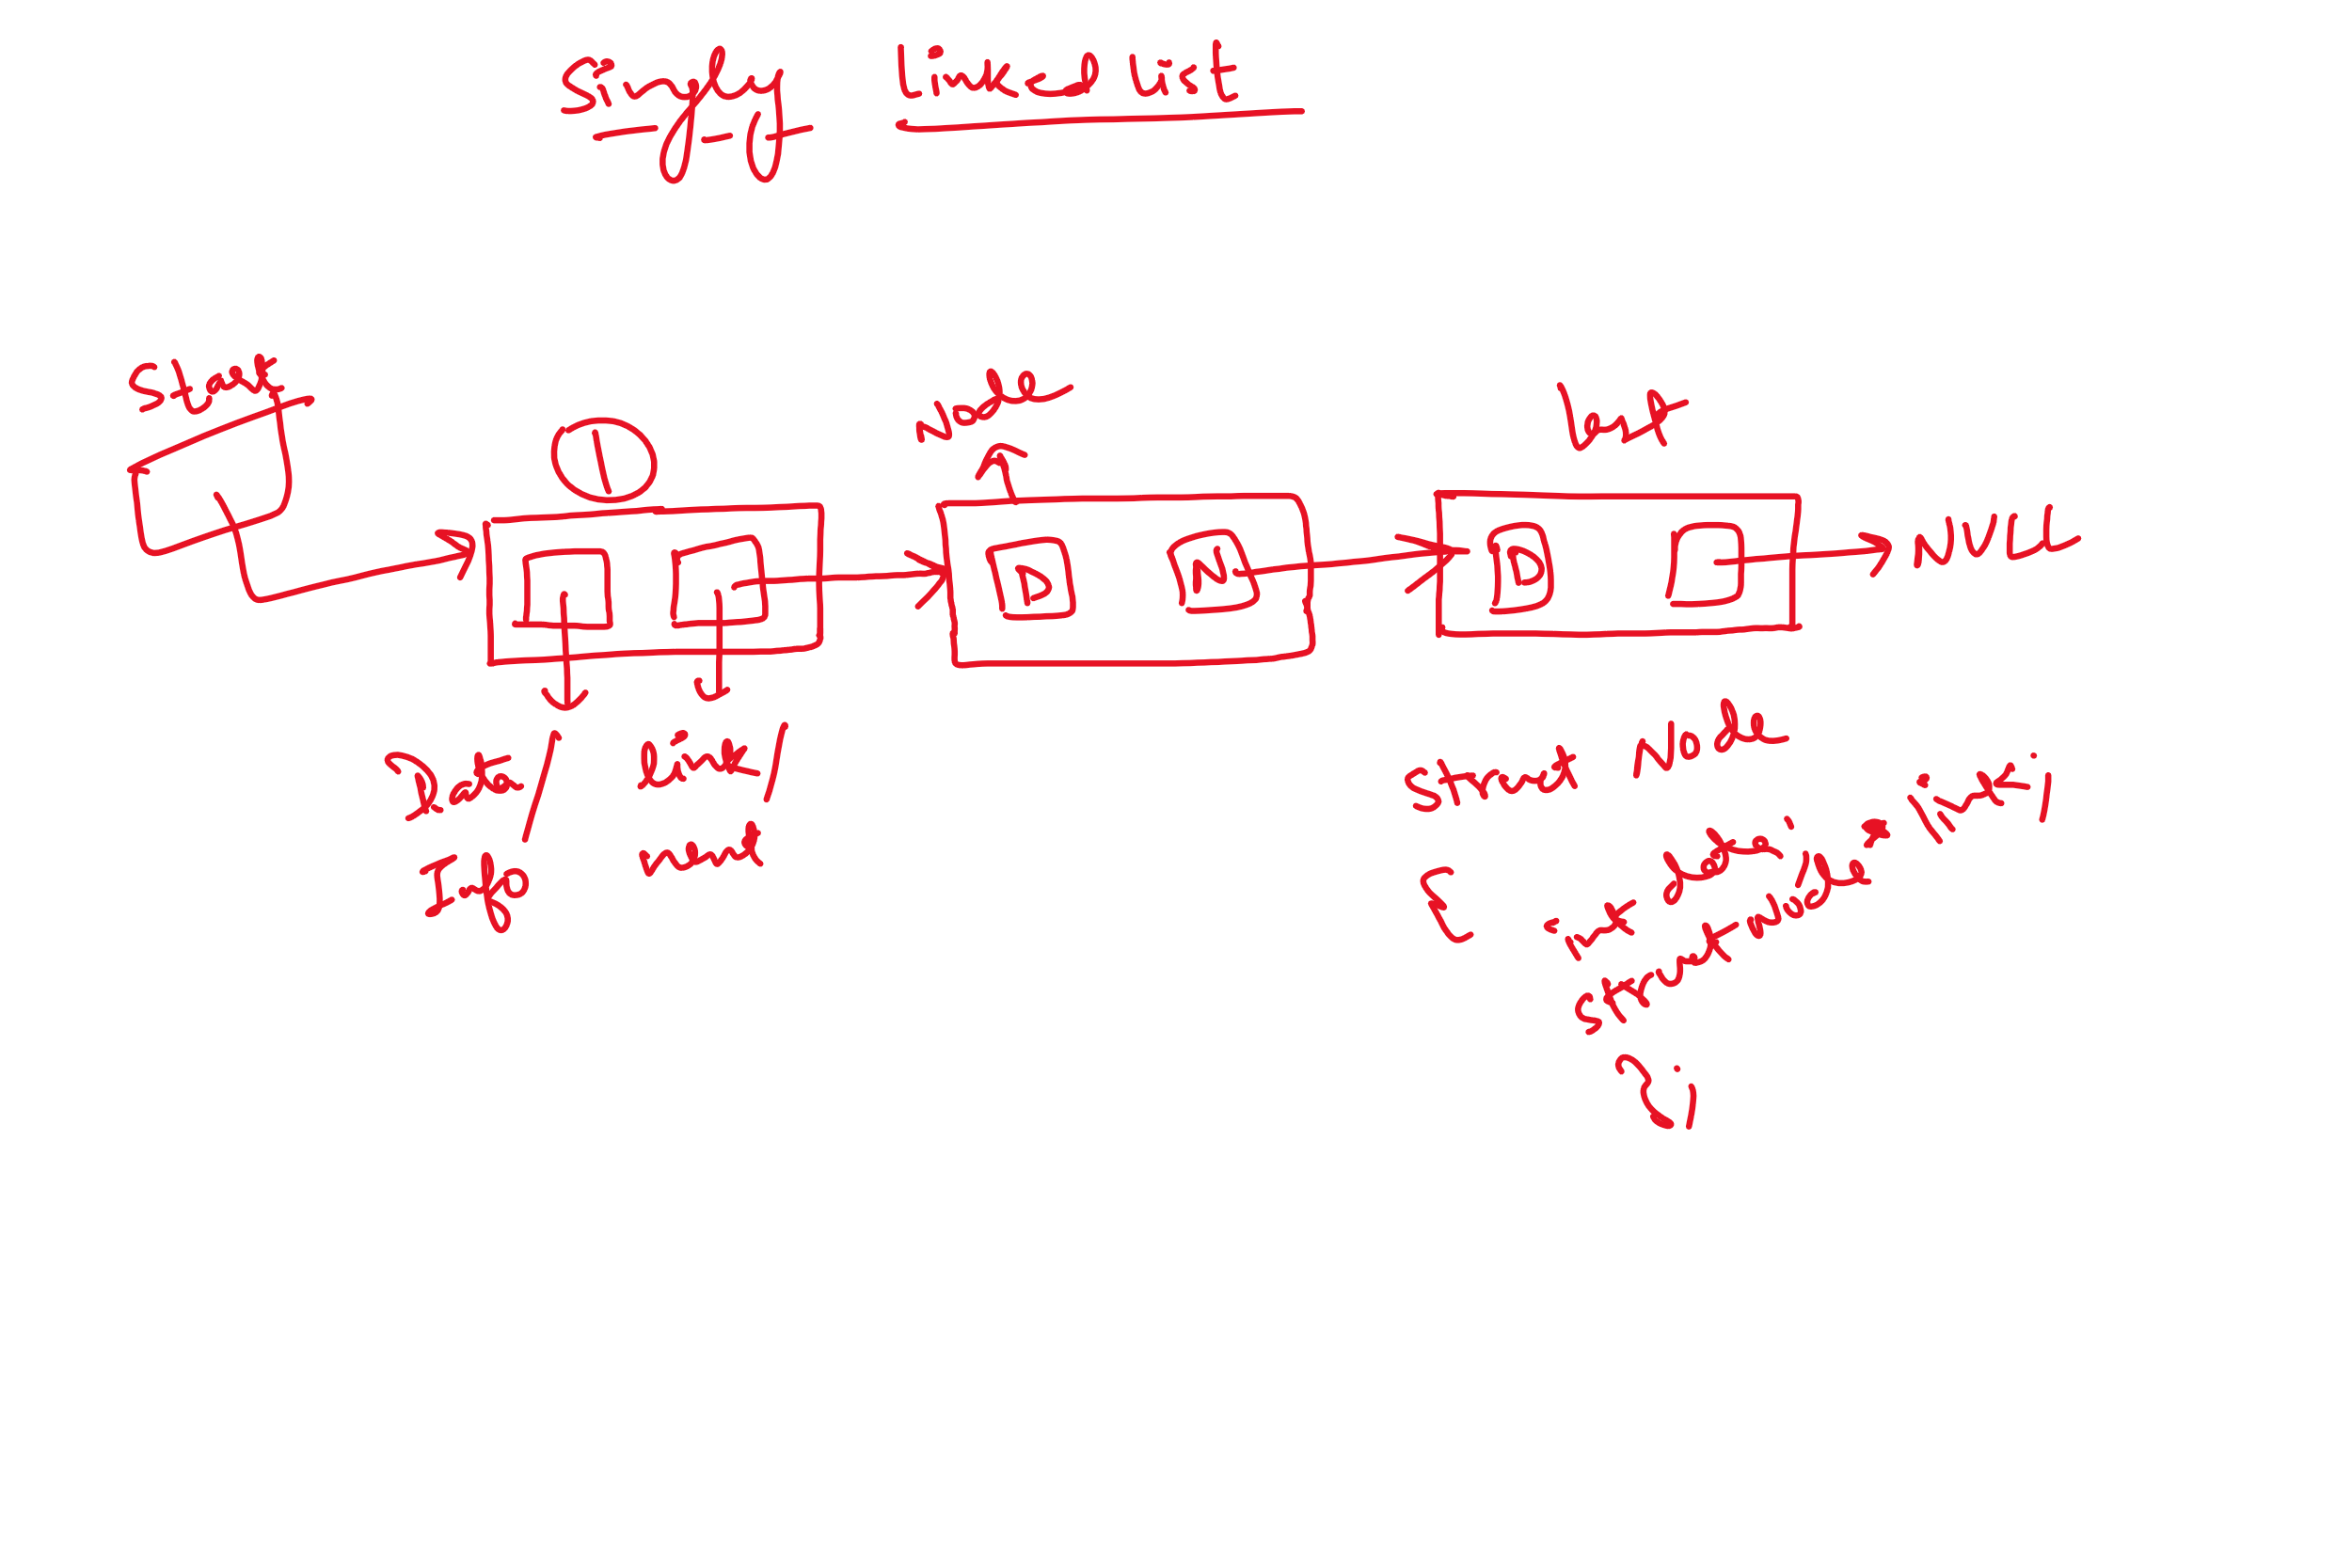 Singly Linked list
Start
1
node
last
D
N
D
NULL
Data /
Info
link /
next
Struct Node
{
int data;
struct node * link;
};